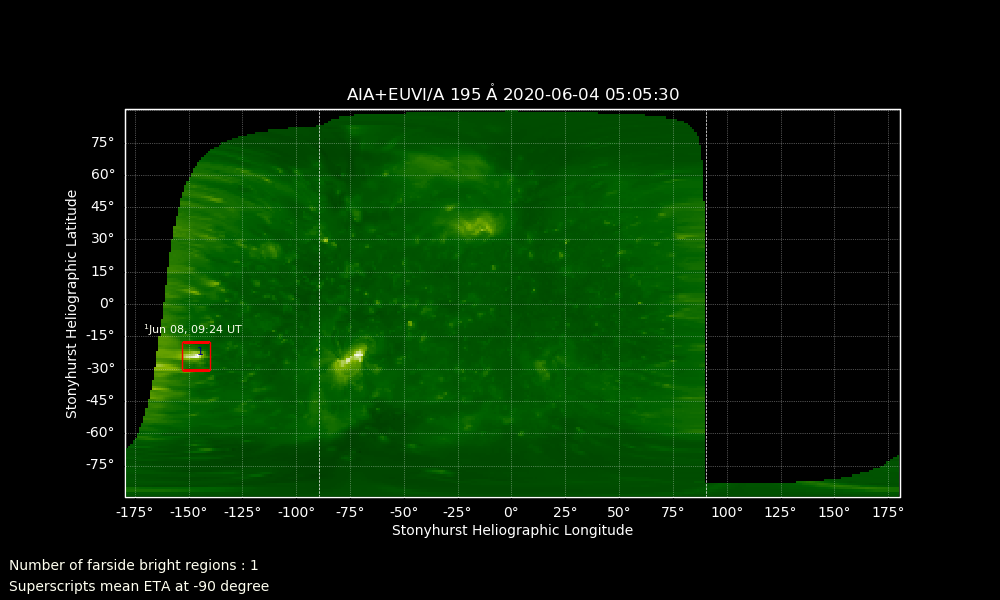 AIA+EUVI/A 195 Å 2020-06-04 05:05:30
75°
60°
45°
30°
15°
0°
-15°
-30°
-45°
-60°
-75°
Stonyhurst Heliographic Latitude
¹Jun 08, 09:24 UT
1
-175° -150° -125° -100° -75° -50° -25° 0° 25° 50° 75° 100° 125° 150° 175°
Stonyhurst Heliographic Longitude
Number of farside bright regions : 1
Superscripts mean ETA at -90 degree